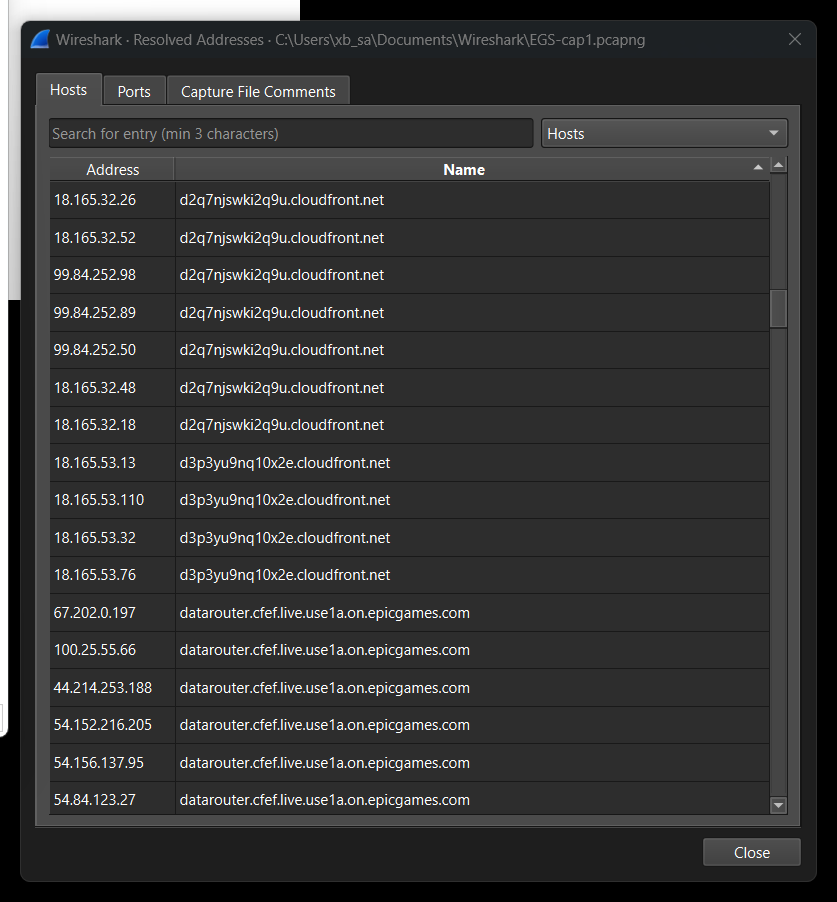 Wireshark · Resolved Addresses · C:\Users\xb_sa\Documents\Wireshark\EGS-cap1.pcapng
Hosts Ports Capture File Comments
Search for entry (min 3 characters) Hosts
Address Name
18.165.32.26 d2q7njswki2q9u.cloudfront.net
18.165.32.52 d2q7njswki2q9u.cloudfront.net
99.84.252.98 d2q7njswki2q9u.cloudfront.net
99.84.252.89 d2q7njswki2q9u.cloudfront.net
99.84.252.50 d2q7njswki2q9u.cloudfront.net
18.165.32.48 d2q7njswki2q9u.cloudfront.net
18.165.32.18 d2q7njswki2q9u.cloudfront.net
18.165.53.13 d3p3yu9nq10x2e.cloudfront.net
18.165.53.110 d3p3yu9nq10x2e.cloudfront.net
18.165.53.32 d3p3yu9nq10x2e.cloudfront.net
18.165.53.76 d3p3yu9nq10x2e.cloudfront.net
67.202.0.197 datarouter.cfef.live.use1a.on.epicgames.com
100.25.55.66 datarouter.cfef.live.use1a.on.epicgames.com
44.214.253.188 datarouter.cfef.live.use1a.on.epicgames.com
54.152.216.205 datarouter.cfef.live.use1a.on.epicgames.com
54.156.137.95 datarouter.cfef.live.use1a.on.epicgames.com
54.84.123.27 datarouter.cfef.live.use1a.on.epicgames.com
Close